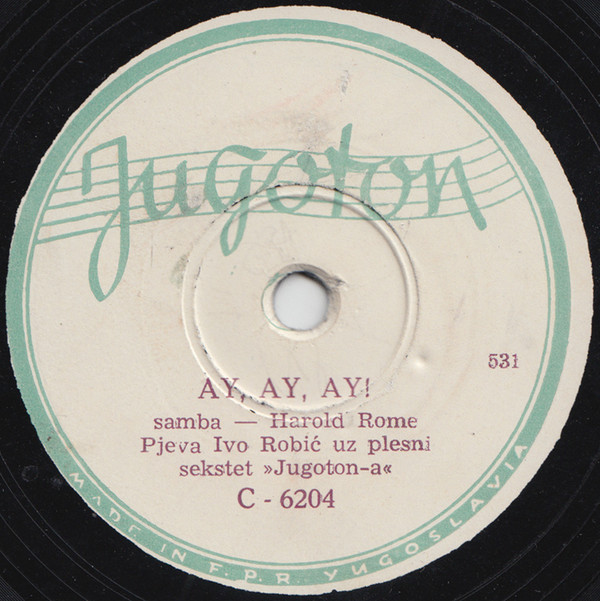 Jugoton
531
AY, AY, AY!
samba — Harold Rome
Pjeva Ivo Robić uz plesni
sekstet »Jugoton-a«
C - 6204
MADE IN F.P.R. YUGOSLAVIA